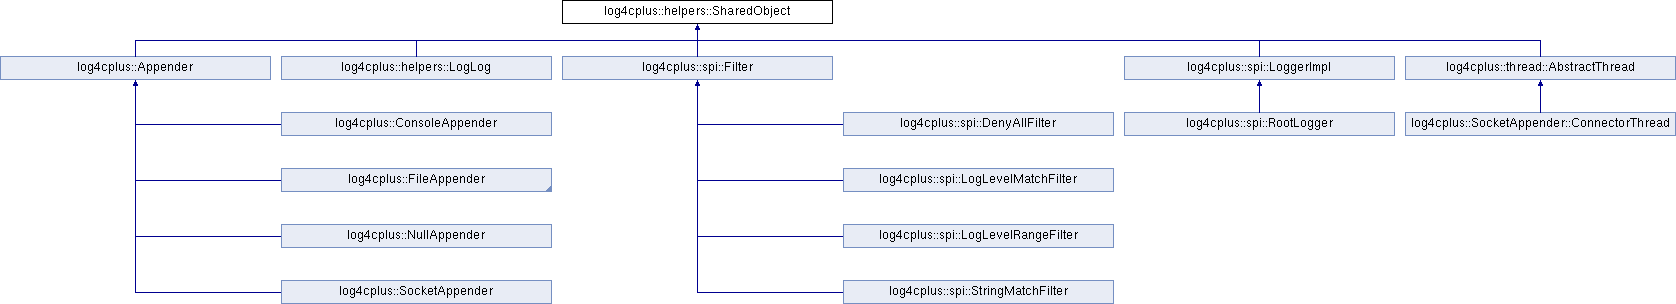 log4cplus::helpers::SharedObject
log4cplus::Appender
log4cplus::helpers::LogLog
log4cplus::spi::Filter
log4cplus::spi::LoggerImpl
log4cplus::thread::AbstractThread
log4cplus::ConsoleAppender
log4cplus::spi::DenyAllFilter
log4cplus::spi::RootLogger
log4cplus::SocketAppender::ConnectorThread
log4cplus::FileAppender
log4cplus::spi::LogLevelMatchFilter
log4cplus::NullAppender
log4cplus::spi::LogLevelRangeFilter
log4cplus::SocketAppender
log4cplus::spi::StringMatchFilter